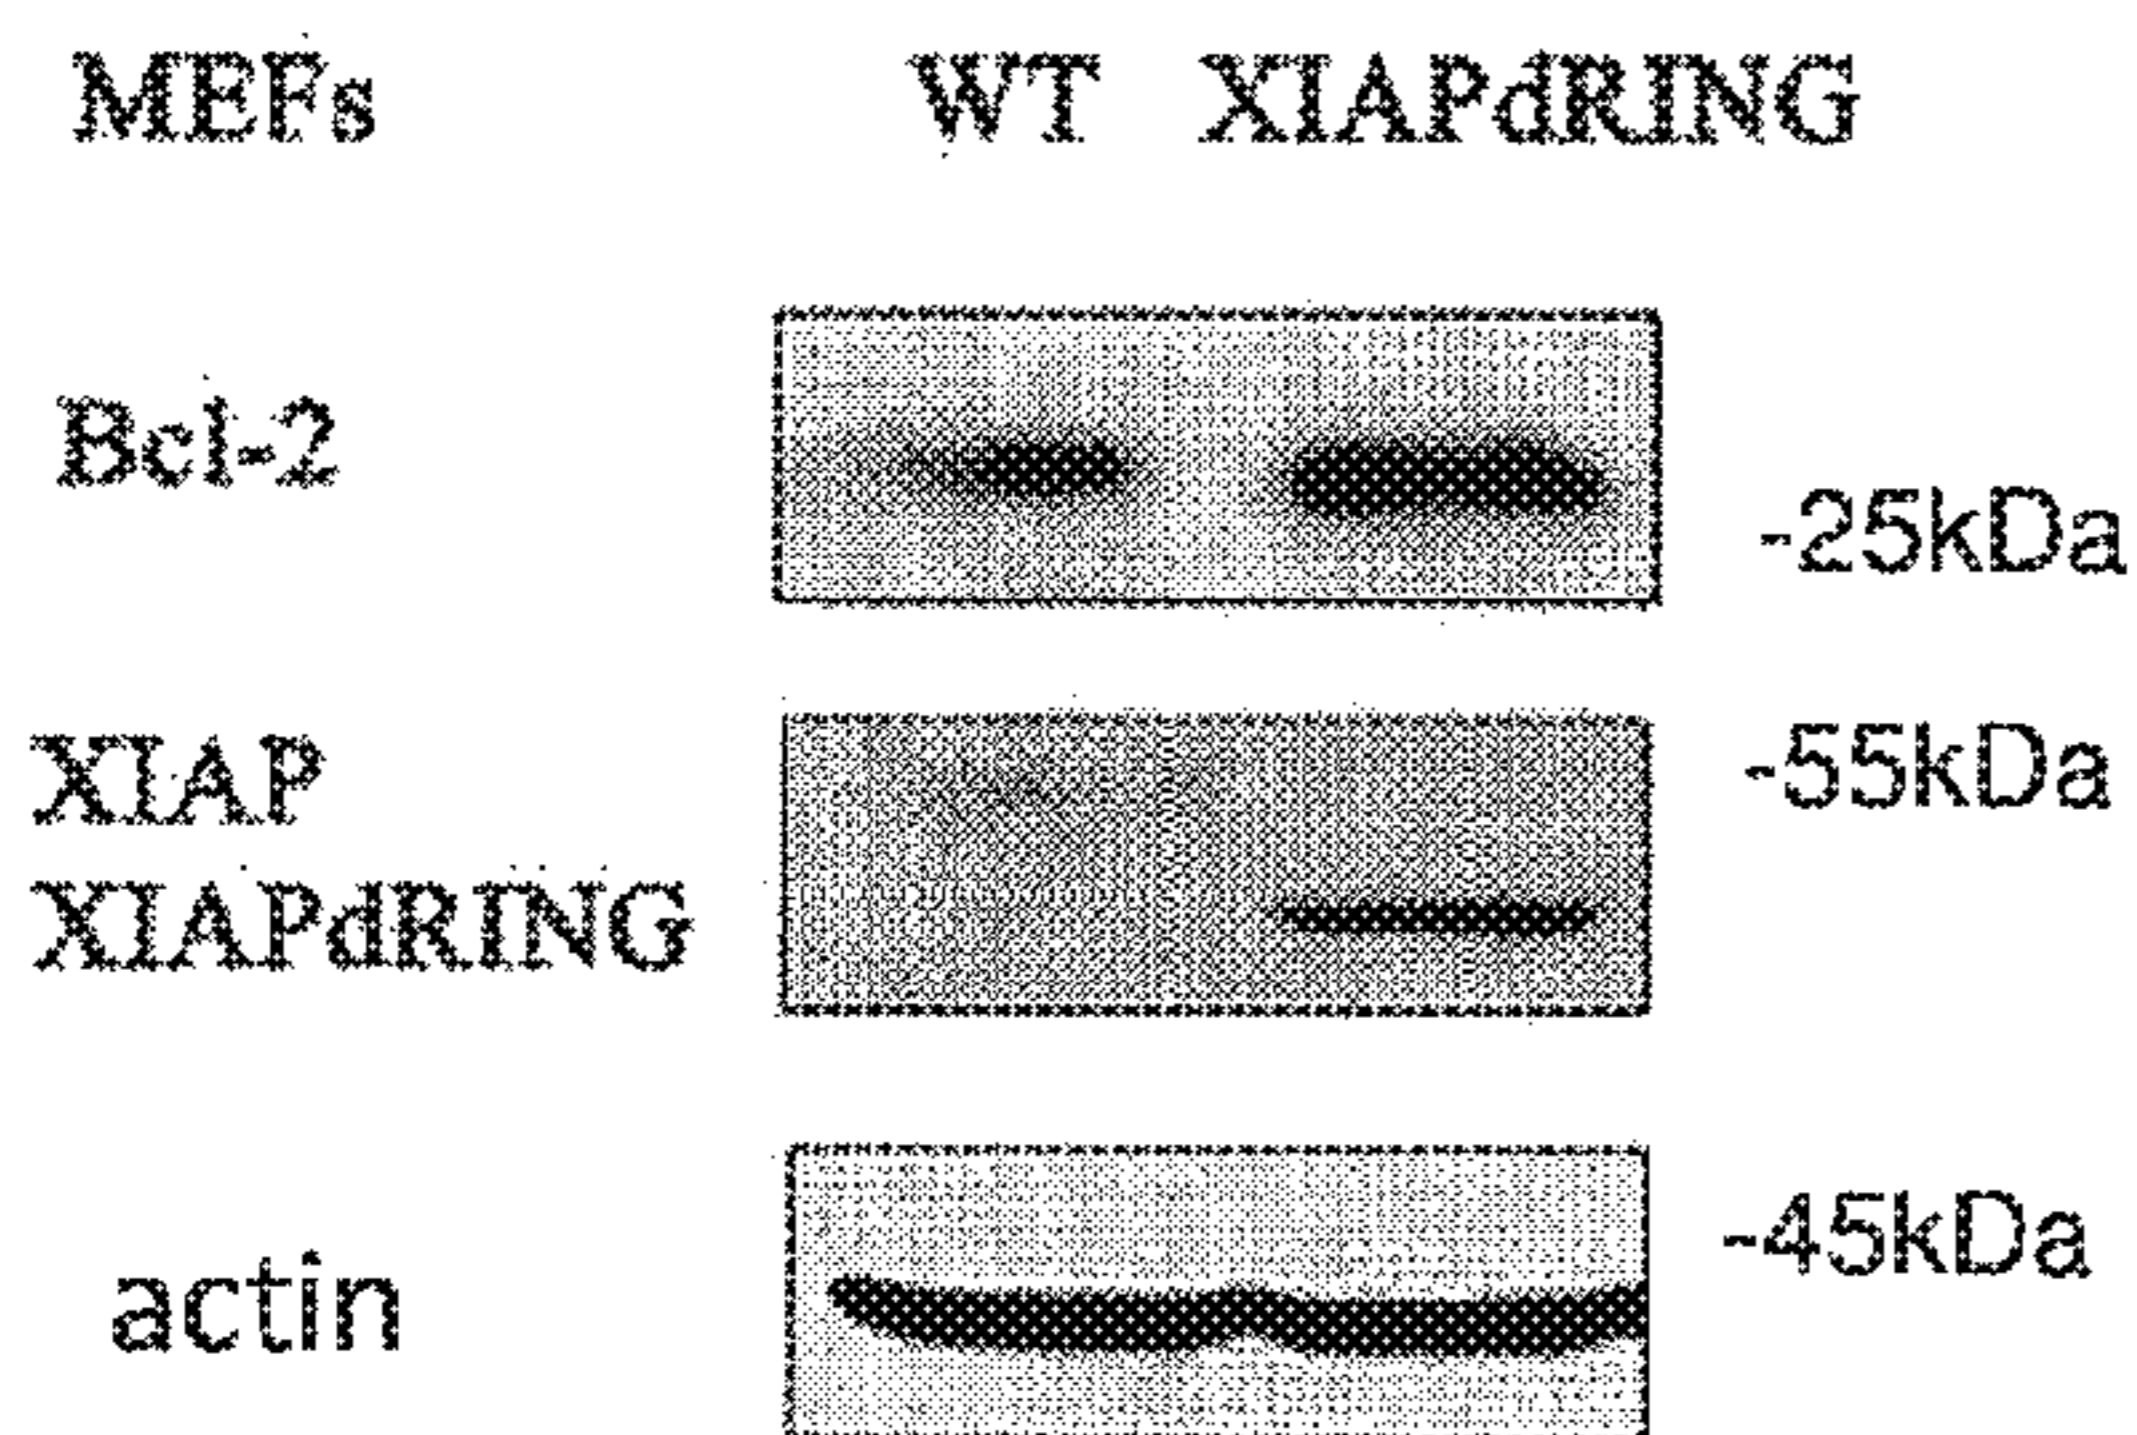 MEFs WT XIAPdRING
Bcl-2
-25kDa
XIAP
-55kDa
XIAPdRING
actin
-45kDa